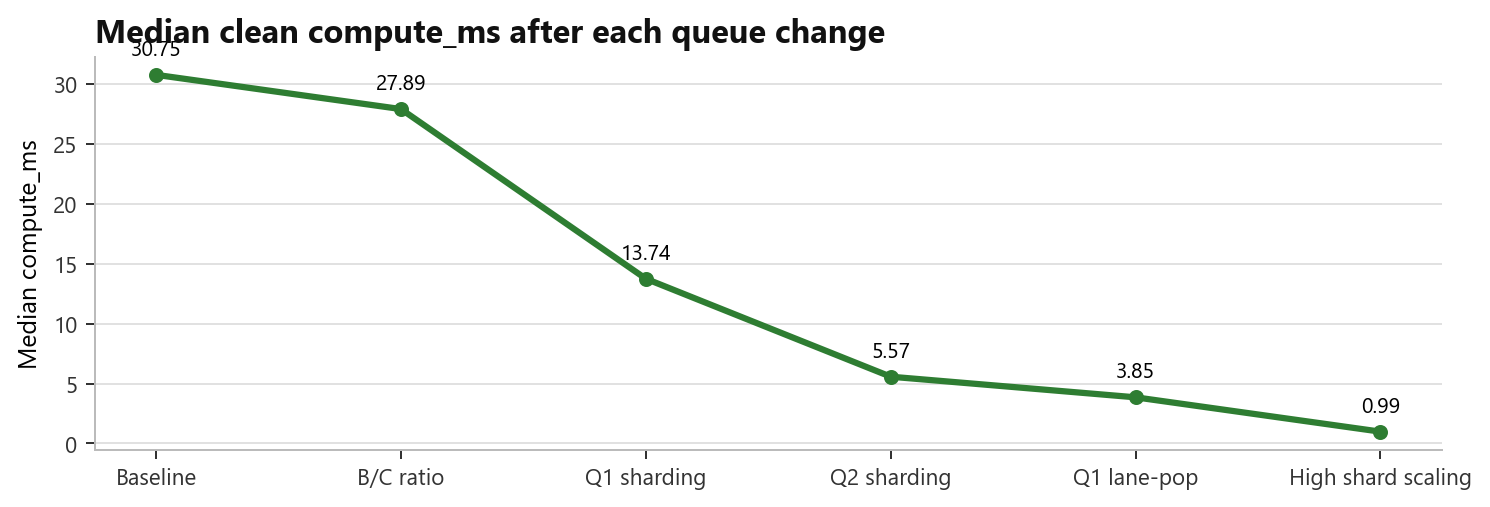 Median clean compute_ms after each queue change
30.75
27.89
13.74
5.57
3.85
0.99
Median compute_ms
30
25
20
15
10
5
0
Baseline
B/C ratio
Q1 sharding
Q2 sharding
Q1 lane-pop
High shard scaling